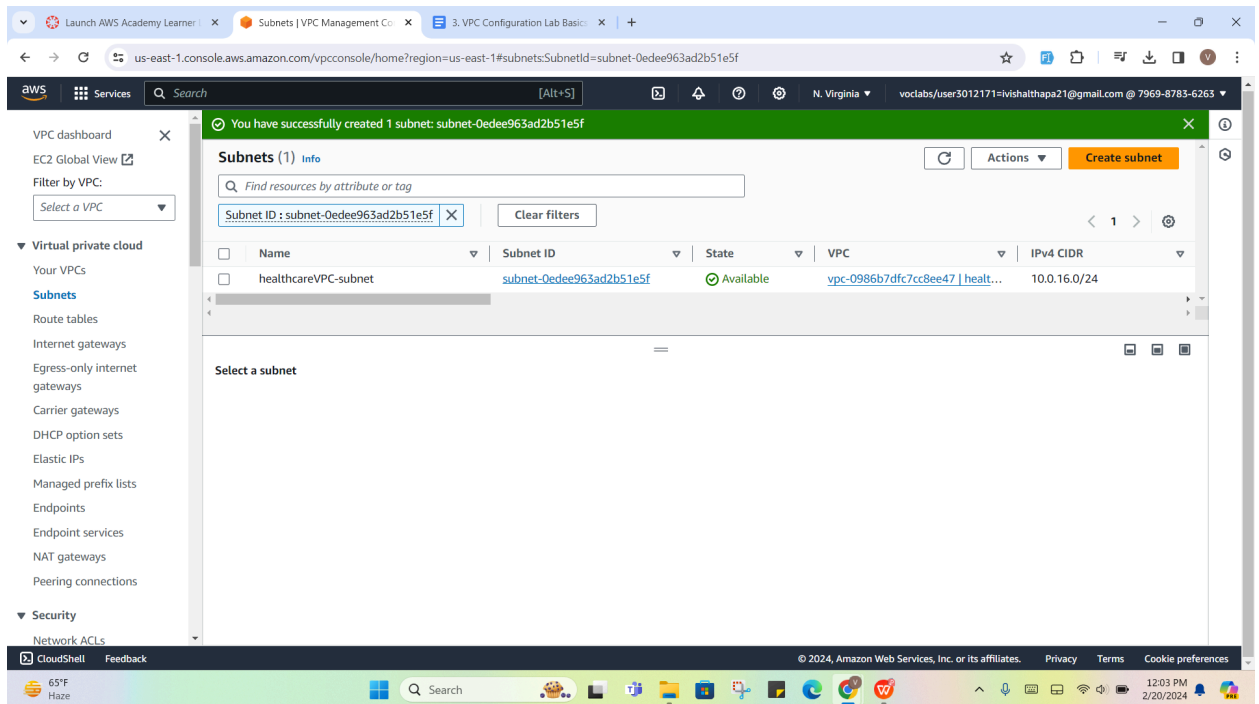 Launch AWS Academy Learner L
Subnets | VPC Management Co
3. VPC Configuration Lab Basics
us-east-1.console.aws.amazon.com/vpcconsole/home?region=us-east-1#subnets:SubnetId=subnet-0edee963ad2b51e5f
V
aws
Services
Search
[Alt+S]
N. Virginia
voclabs/user3012171=ivishalthapa21@gmail.com @ 7969-8783-6263
VPC dashboard
EC2 Global View
Filter by VPC:
Select a VPC
Virtual private cloud
Your VPCs
Subnets
Route tables
Internet gateways
Egress-only internet
gateways
Carrier gateways
DHCP option sets
Elastic IPs
Managed prefix lists
Endpoints
Endpoint services
NAT gateways
Peering connections
Security
Network ACLs
You have successfully created 1 subnet: subnet-0edee963ad2b51e5f
Subnets (1) Info
Actions
Create subnet
Find resources by attribute or tag
Subnet ID : subnet-0edee963ad2b51e5f
Clear filters
1
Name Subnet ID State VPC IPv4 CIDR
healthcareVPC-subnet subnet-0edee963ad2b51e5f Available vpc-0986b7dfc7cc8ee47 | healt... 10.0.16.0/24
Select a subnet
CloudShell Feedback
© 2024, Amazon Web Services, Inc. or its affiliates. Privacy Terms Cookie preferences
65°F
Haze
Search
12:03 PM
2/20/2024